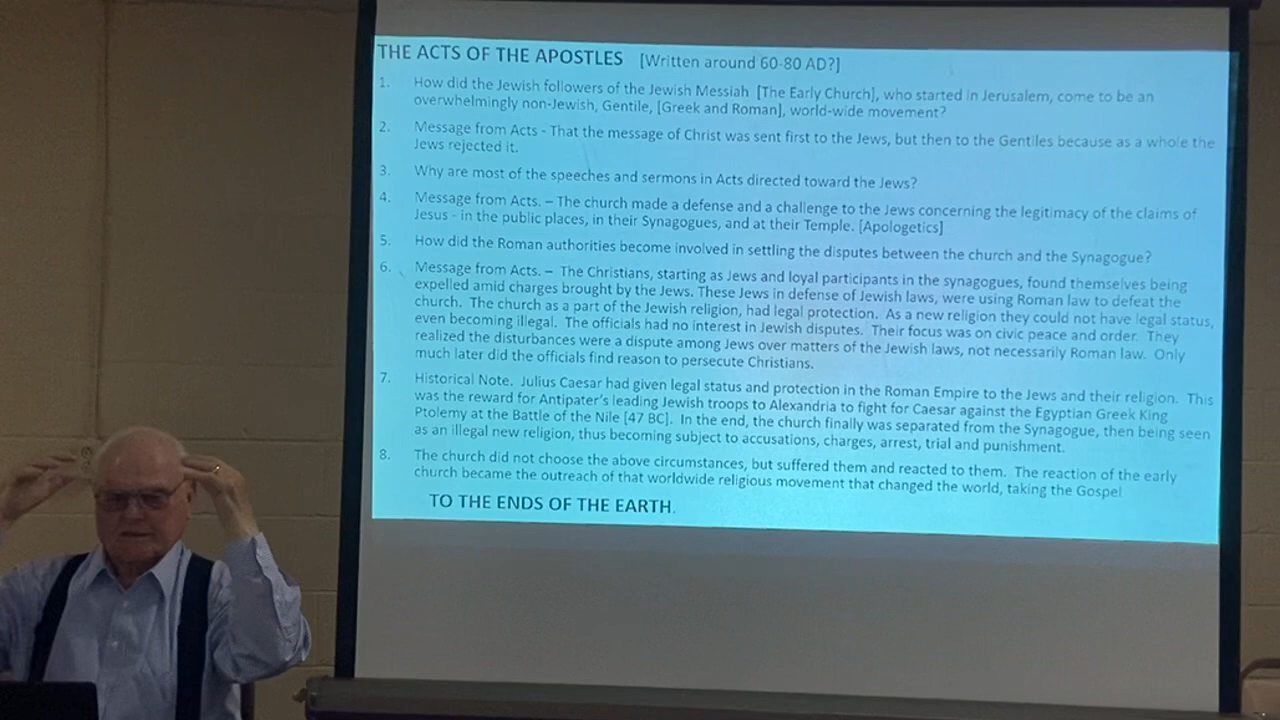 THE ACTS OF THE APOSTLES [Written around 60-80 AD?]
1. How did the Jewish followers of the Jewish Messiah [The Early Church], who started in Jerusalem, come to be an
overwhelmingly non-Jewish, Gentile, [Greek and Roman], world-wide movement?
2. Message from Acts - That the message of Christ was sent first to the Jews, but then to the Gentiles because as a whole the
Jews rejected it.
3. Why are most of the speeches and sermons in Acts directed toward the Jews?
4. Message from Acts. – The church made a defense and a challenge to the Jews concerning the legitimacy of the claims of
Jesus - in the public places, in their Synagogues, and at their Temple. [Apologetics]
5. How did the Roman authorities become involved in settling the disputes between the church and the Synagogue?
6. Message from Acts. – The Christians, starting as Jews and loyal participants in the synagogues, found themselves being
expelled amid charges brought by the Jews. These Jews in defense of Jewish laws, were using Roman law to defeat the
church. The church as a part of the Jewish religion, had legal protection. As a new religion they could not have legal status,
even becoming illegal. The officials had no interest in Jewish disputes. Their focus was on civic peace and order. They
realized the disturbances were a dispute among Jews over matters of the Jewish laws, not necessarily Roman law. Only
much later did the officials find reason to persecute Christians.
7. Historical Note. Julius Caesar had given legal status and protection in the Roman Empire to the Jews and their religion. This
was the reward for Antipater's leading Jewish troops to Alexandria to fight for Caesar against the Egyptian Greek King
Ptolemy at the Battle of the Nile [47 BC]. In the end, the church finally was separated from the Synagogue, then being seen
as an illegal new religion, thus becoming subject to accusations, charges, arrest, trial and punishment.
8. The church did not choose the above circumstances, but suffered them and reacted to them. The reaction of the early
church became the outreach of that worldwide religious movement that changed the world, taking the Gospel
TO THE ENDS OF THE EARTH.